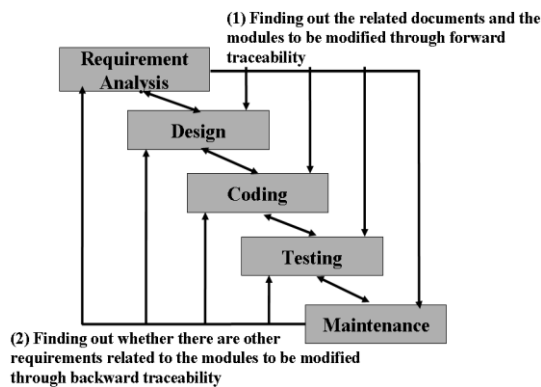 (1) Finding out the related documents and the
modules to be modified through forward
traceability
Requirement
Analysis
Design
Coding
Testing
Maintenance
(2) Finding out whether there are other
requirements related to the modules to be modified
through backward traceability